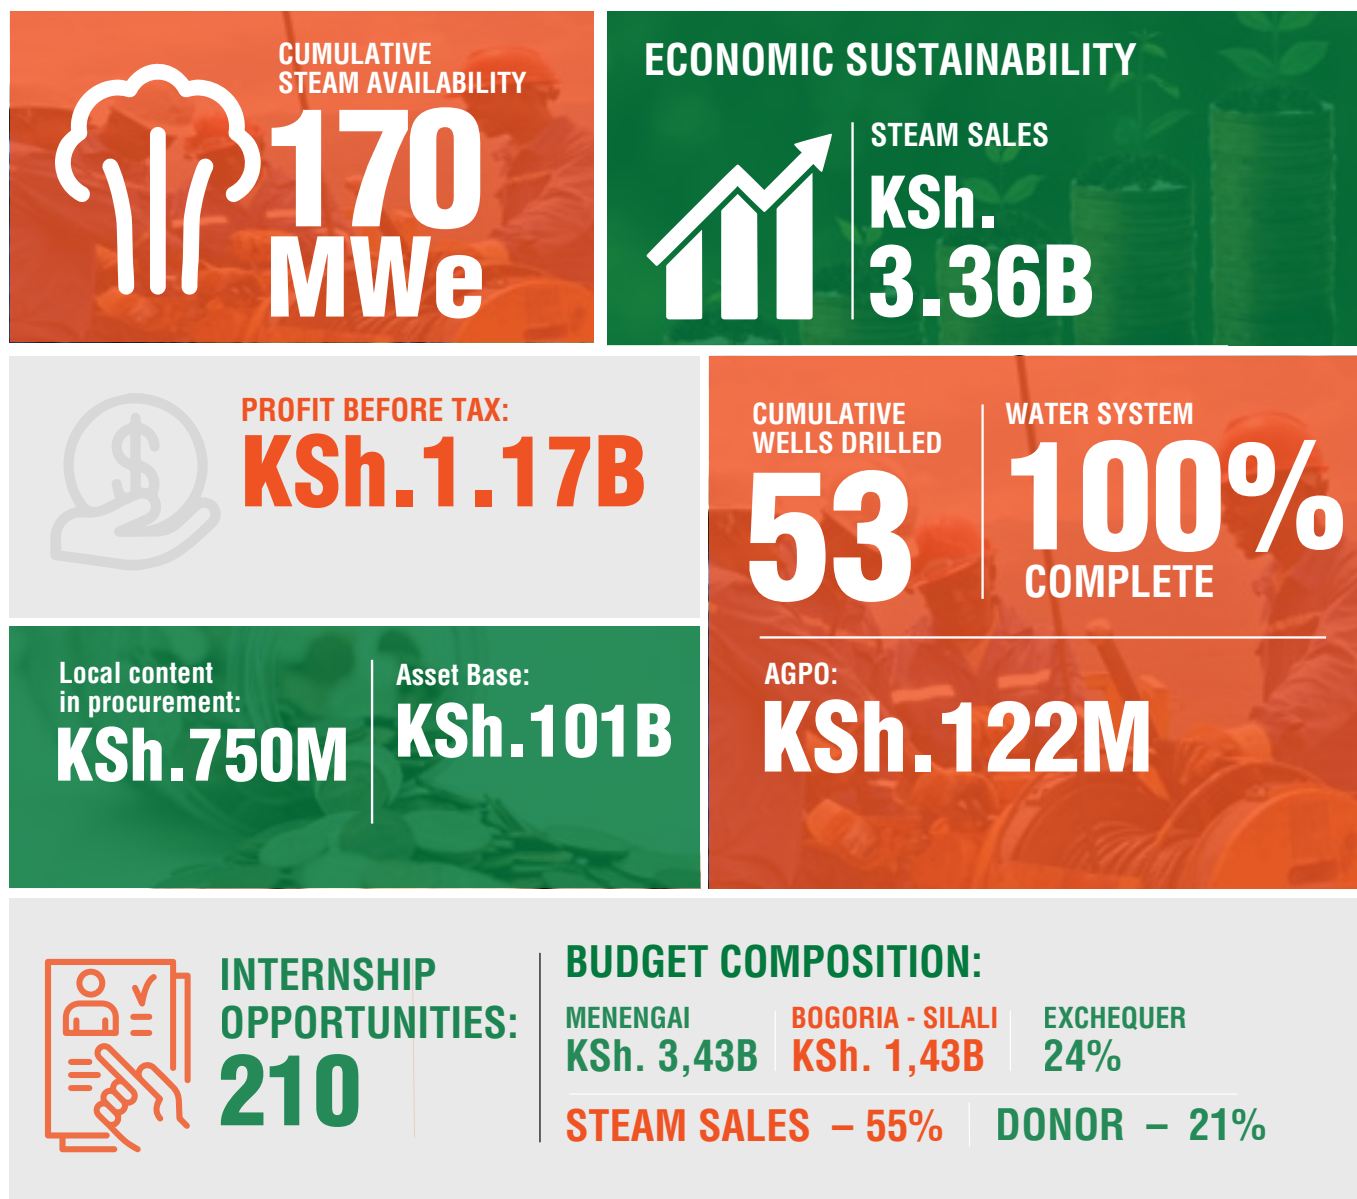 CUMULATIVE
STEAM AVAILABILITY
170
MWe
ECONOMIC SUSTAINABILITY
STEAM SALES
KSh.
3.36B
PROFIT BEFORE TAX:
KSh.1.17B
CUMULATIVE
WELLS DRILLED
53
WATER SYSTEM
100%
COMPLETE
AGPO:
KSh.122M
Local content
in procurement:
KSh.750M
Asset Base:
KSh.101B
INTERNSHIP
OPPORTUNITIES:
210
BUDGET COMPOSITION:
MENENGAI
KSh. 3,43B
BOGORIA - SILALI
KSh. 1,43B
EXCHEQUER
24%
STEAM SALES – 55%
DONOR – 21%